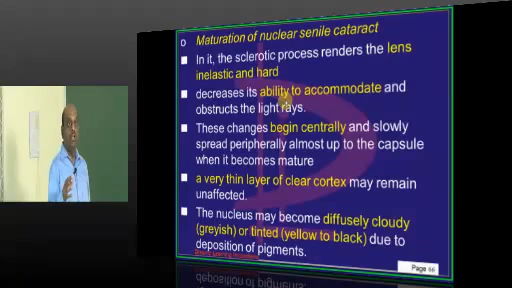 Maturation of nuclear senile cataract
In it, the sclerotic process renders the lens
inelastic and hard
decreases its ability to accommodate and
obstructs the light rays.
These changes begin centrally and slowly
spread peripherally almost up to the capsule
when it becomes mature
a very thin layer of clear cortex may remain
unaffected.
The nucleus may become diffusely cloudy
(greyish) or tinted (yellow to black) due to
deposition of pigments.
Page 66